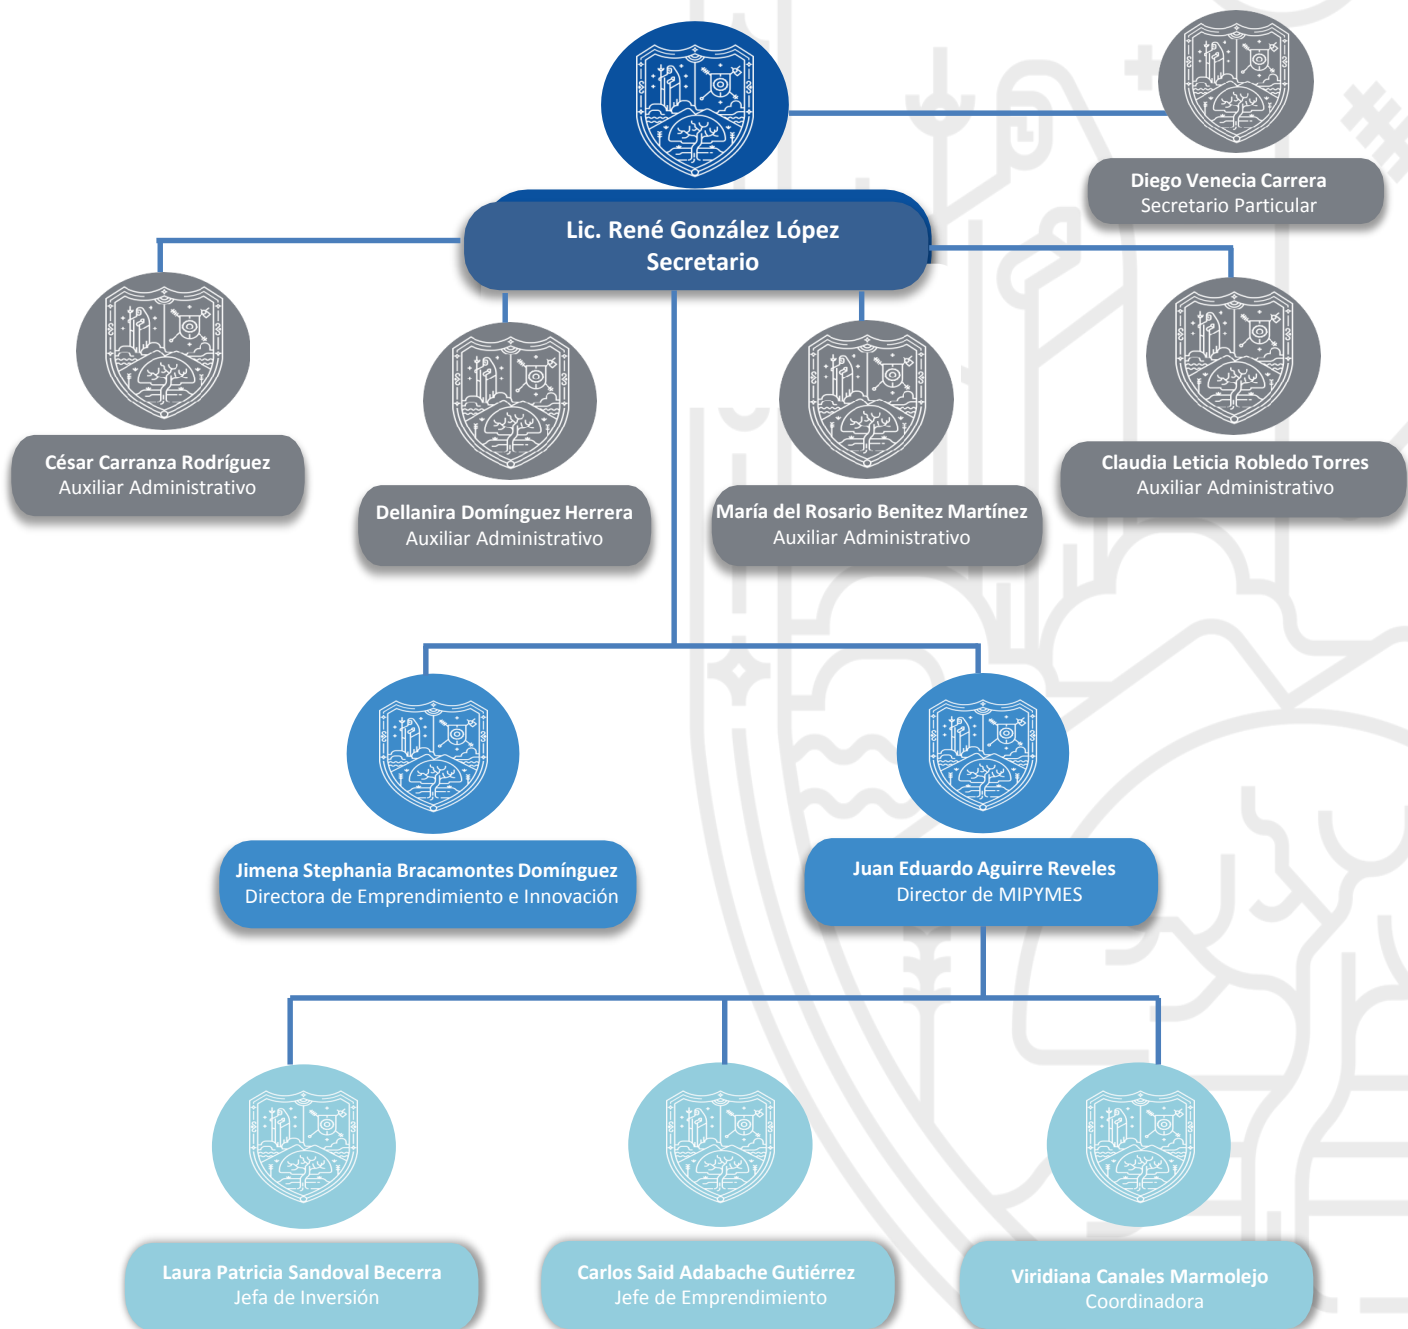 Diego Venecia Carrera
Secretario Particular
Lic. René González López
Secretario
César Carranza Rodríguez
Auxiliar Administrativo
Dellanira Domínguez Herrera
Auxiliar Administrativo
María del Rosario Benitez Martínez
Auxiliar Administrativo
Claudia Leticia Robledo Torres
Auxiliar Administrativo
Jimena Stephania Bracamontes Domínguez
Directora de Emprendimiento e Innovación
Juan Eduardo Aguirre Reveles
Director de MIPYMES
Laura Patricia Sandoval Becerra
Jefa de Inversión
Carlos Said Adabache Gutiérrez
Jefe de Emprendimiento
Viridiana Canales Marmolejo
Coordinadora